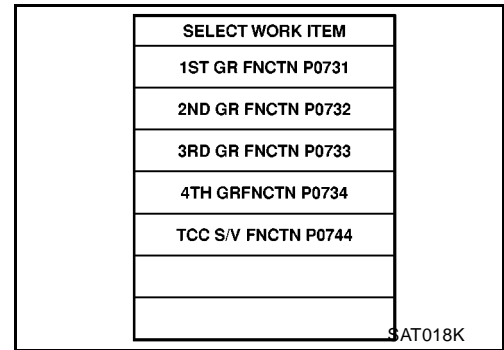 SELECT WORK ITEM
1ST GR FNCTN P0731
2ND GR FNCTN P0732
3RD GR FNCTN P0733
4TH GRFNCTN P0734
TCC S/V FNCTN P0744
SAT018K